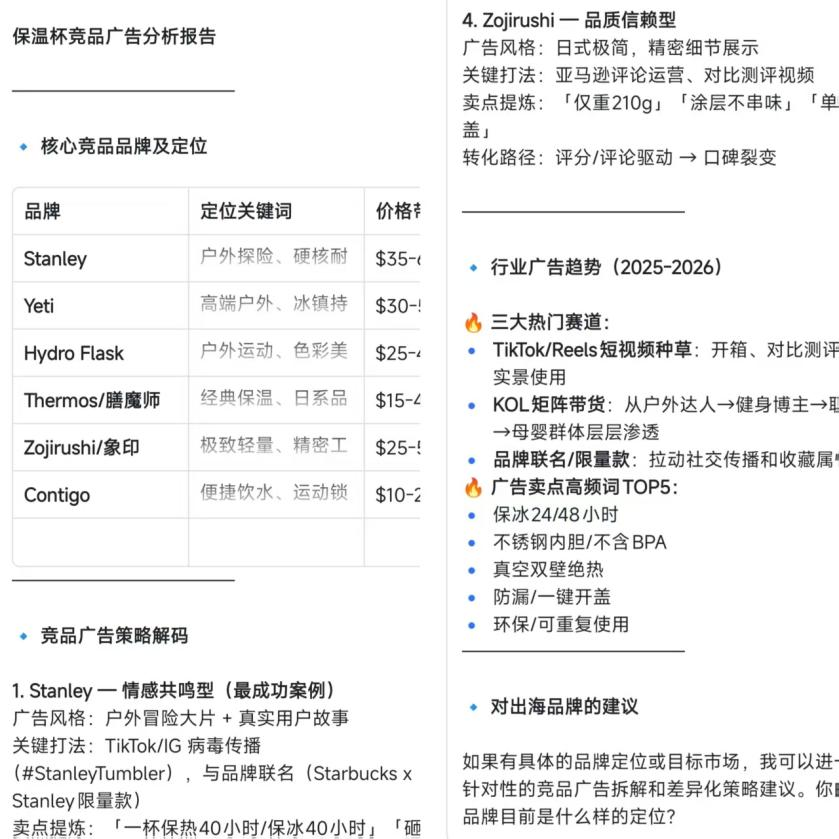 保温杯竞品广告分析报告
核心竞品品牌及定位
品牌 定位关键词 价格
Stanley 户外探险、硬核耐 $35-
Yeti 高端户外、冰镇持 $30-
Hydro Flask 户外运动、色彩美 $25-
Thermos/膳魔师 经典保温、日系品 $15-4
Zojirushi/象印 极致轻量、精密工 $25-
Contigo 便捷饮水、运动锁 $10-2
竞品广告策略解码
1. Stanley — 情感共鸣型（最成功案例）
广告风格：户外冒险大片 + 真实用户故事
关键打法：TikTok/IG 病毒传播
(#StanleyTumbler），与品牌联名（Starbucks x
Stanley限量款）
卖点提炼：「一杯保热40小时/保冰40小时」「砸
4. Zojirushi — 品质信赖型
广告风格：日式极简，精密细节展示
关键打法：亚马逊评论运营、对比测评视频
卖点提炼：「仅重210g」「涂层不串味」「单
盖」
转化路径：评分/评论驱动 → 口碑裂变
行业广告趋势（2025-2026）
🔥 三大热门赛道：
TikTok/Reels短视频种草：开箱、对比测评
实景使用
KOL矩阵带货：从户外达人→健身博主→
→母婴群体层层渗透
品牌联名/限量款：拉动社交传播和收藏属
🔥 广告卖点高频词TOP5：
保冰24/48小时
不锈钢内胆/不含BPA
真空双壁绝热
防漏/一键开盖
环保/可重复使用
对出海品牌的建议
如果有具体的品牌定位或目标市场，我可以进一
针对性的竞品广告拆解和差异化策略建议。你
品牌目前是什么样的定位？